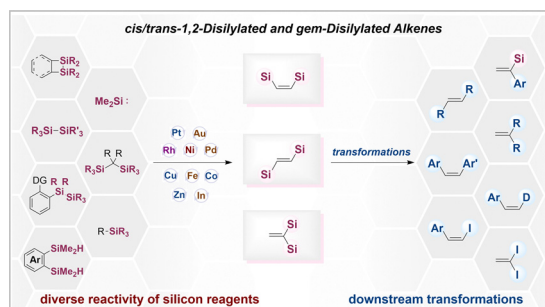 cis/trans-1,2-Disilylated and gem-Disilylated Alkenes
SiR2
SiR2
Me2Si :
R3Si–SiR'3
R R
R3Si SiR3
DG R R
Si
SiR3
R–SiR3
SiMe2H
Ar
SiMe2H
Pt Au
Rh Ni Pd
Cu Fe Co
Zn In
Si Si
Si
Si
Si
Si
transformations
Si
Ar
R
R
R
R
Ar Ar'
Ar D
Ar I
I
I
diverse reactivity of silicon reagents
downstream transformations